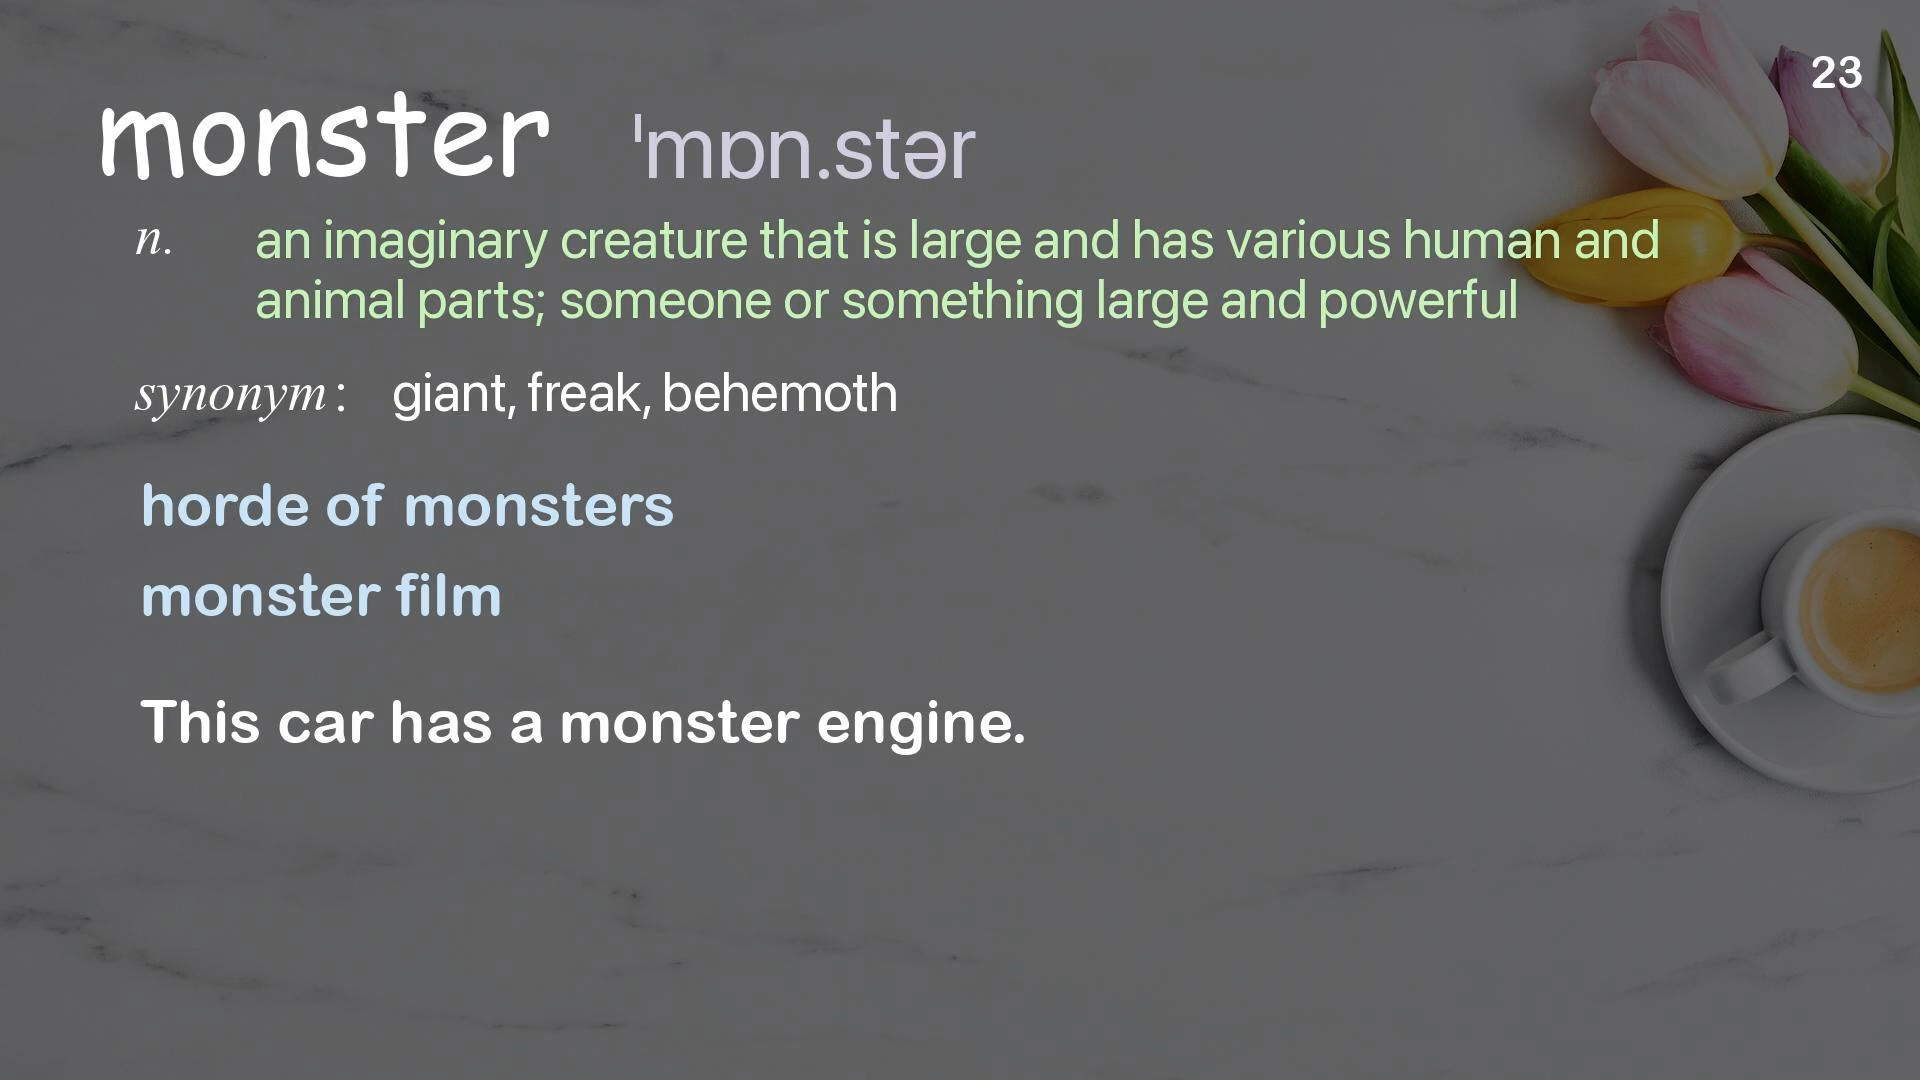 23
monster ˈmɒn.stər
n. an imaginary creature that is large and has various human and
animal parts; someone or something large and powerful
synonym: giant, freak, behemoth
horde of monsters
monster film
This car has a monster engine.